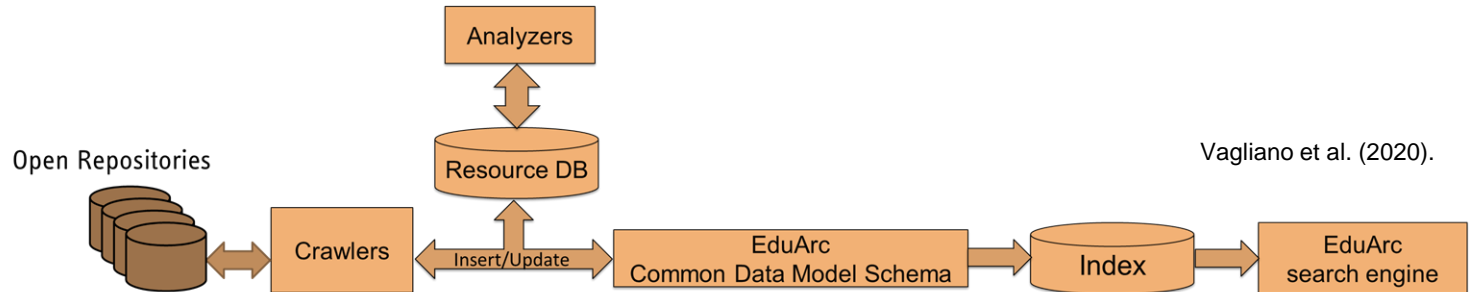 Analyzers
Resource DB
Vagliano et al. (2020).
Open Repositories
Crawlers
Insert/Update
EduArc
Common Data Model Schema
Index
EduArc
search engine